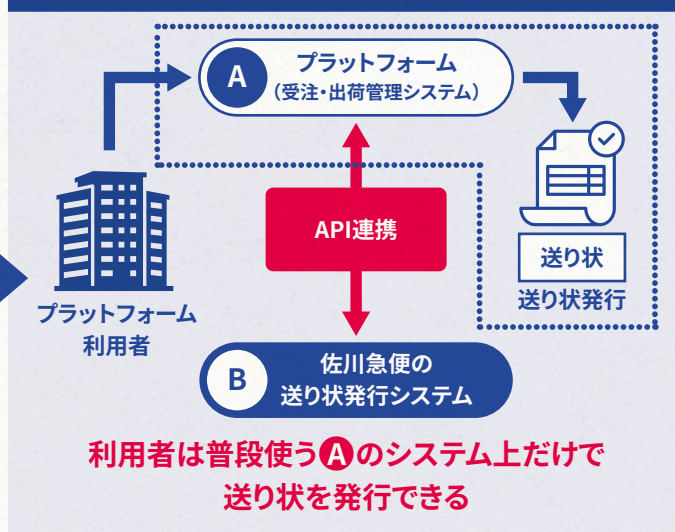 A
プラットフォーム
（受注・出荷管理システム）
API連携
送り状
送り状発行
プラットフォーム
利用者
B
佐川急便の
送り状発行システム
利用者は普段使うAのシステム上だけで
送り状を発行できる